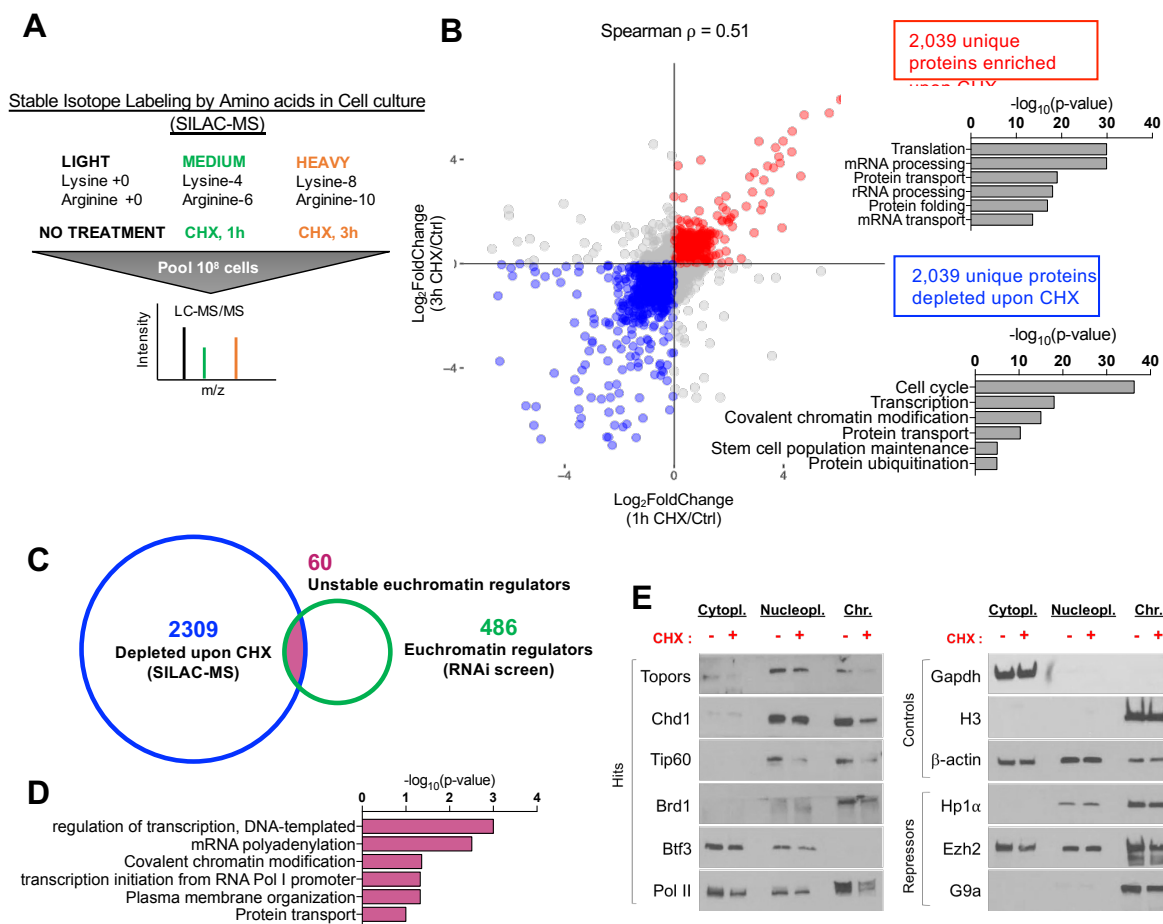 A
Stable Isotope Labeling by Amino acids in Cell culture
(SILAC-MS)
LIGHT MEDIUM HEAVY
Lysine +0 Lysine-4 Lysine-8
Arginine +0 Arginine-6 Arginine-10
NO TREATMENT CHX, 1h CHX, 3h
Pool 10⁸ cells
LC-MS/MS
Intensity
m/z
B
Spearman ρ = 0.51
Log₂FoldChange
(3h CHX/Ctrl)
4
0
-4
-4 0 4
Log₂FoldChange
(1h CHX/Ctrl)
2,039 unique
proteins enriched
upon CHX
-log₁₀(p-value)
0 10 20 30 40
Translation
mRNA processing
Protein transport
rRNA processing
Protein folding
mRNA transport
2,039 unique proteins
depleted upon CHX
-log₁₀(p-value)
0 10 20 30 40
Cell cycle
Transcription
Covalent chromatin modification
Protein transport
Stem cell population maintenance
Protein ubiquitination
C
60
Unstable euchromatin regulators
2309
Depleted upon CHX
(SILAC-MS)
486
Euchromatin regulators
(RNAi screen)
D
-log₁₀(p-value)
0 1 2 3 4
regulation of transcription, DNA-templated
mRNA polyadenylation
Covalent chromatin modification
transcription initiation from RNA Pol I promoter
Plasma membrane organization
Protein transport
E
Cytopl. Nucleopl. Chr.
CHX : - + - + - +
Hits
Topors
Chd1
Tip60
Brd1
Btf3
Pol II
Cytopl. Nucleopl. Chr.
CHX : - + - + - +
Controls
Gapdh
H3
β-actin
Repressors
Hp1α
Ezh2
G9a